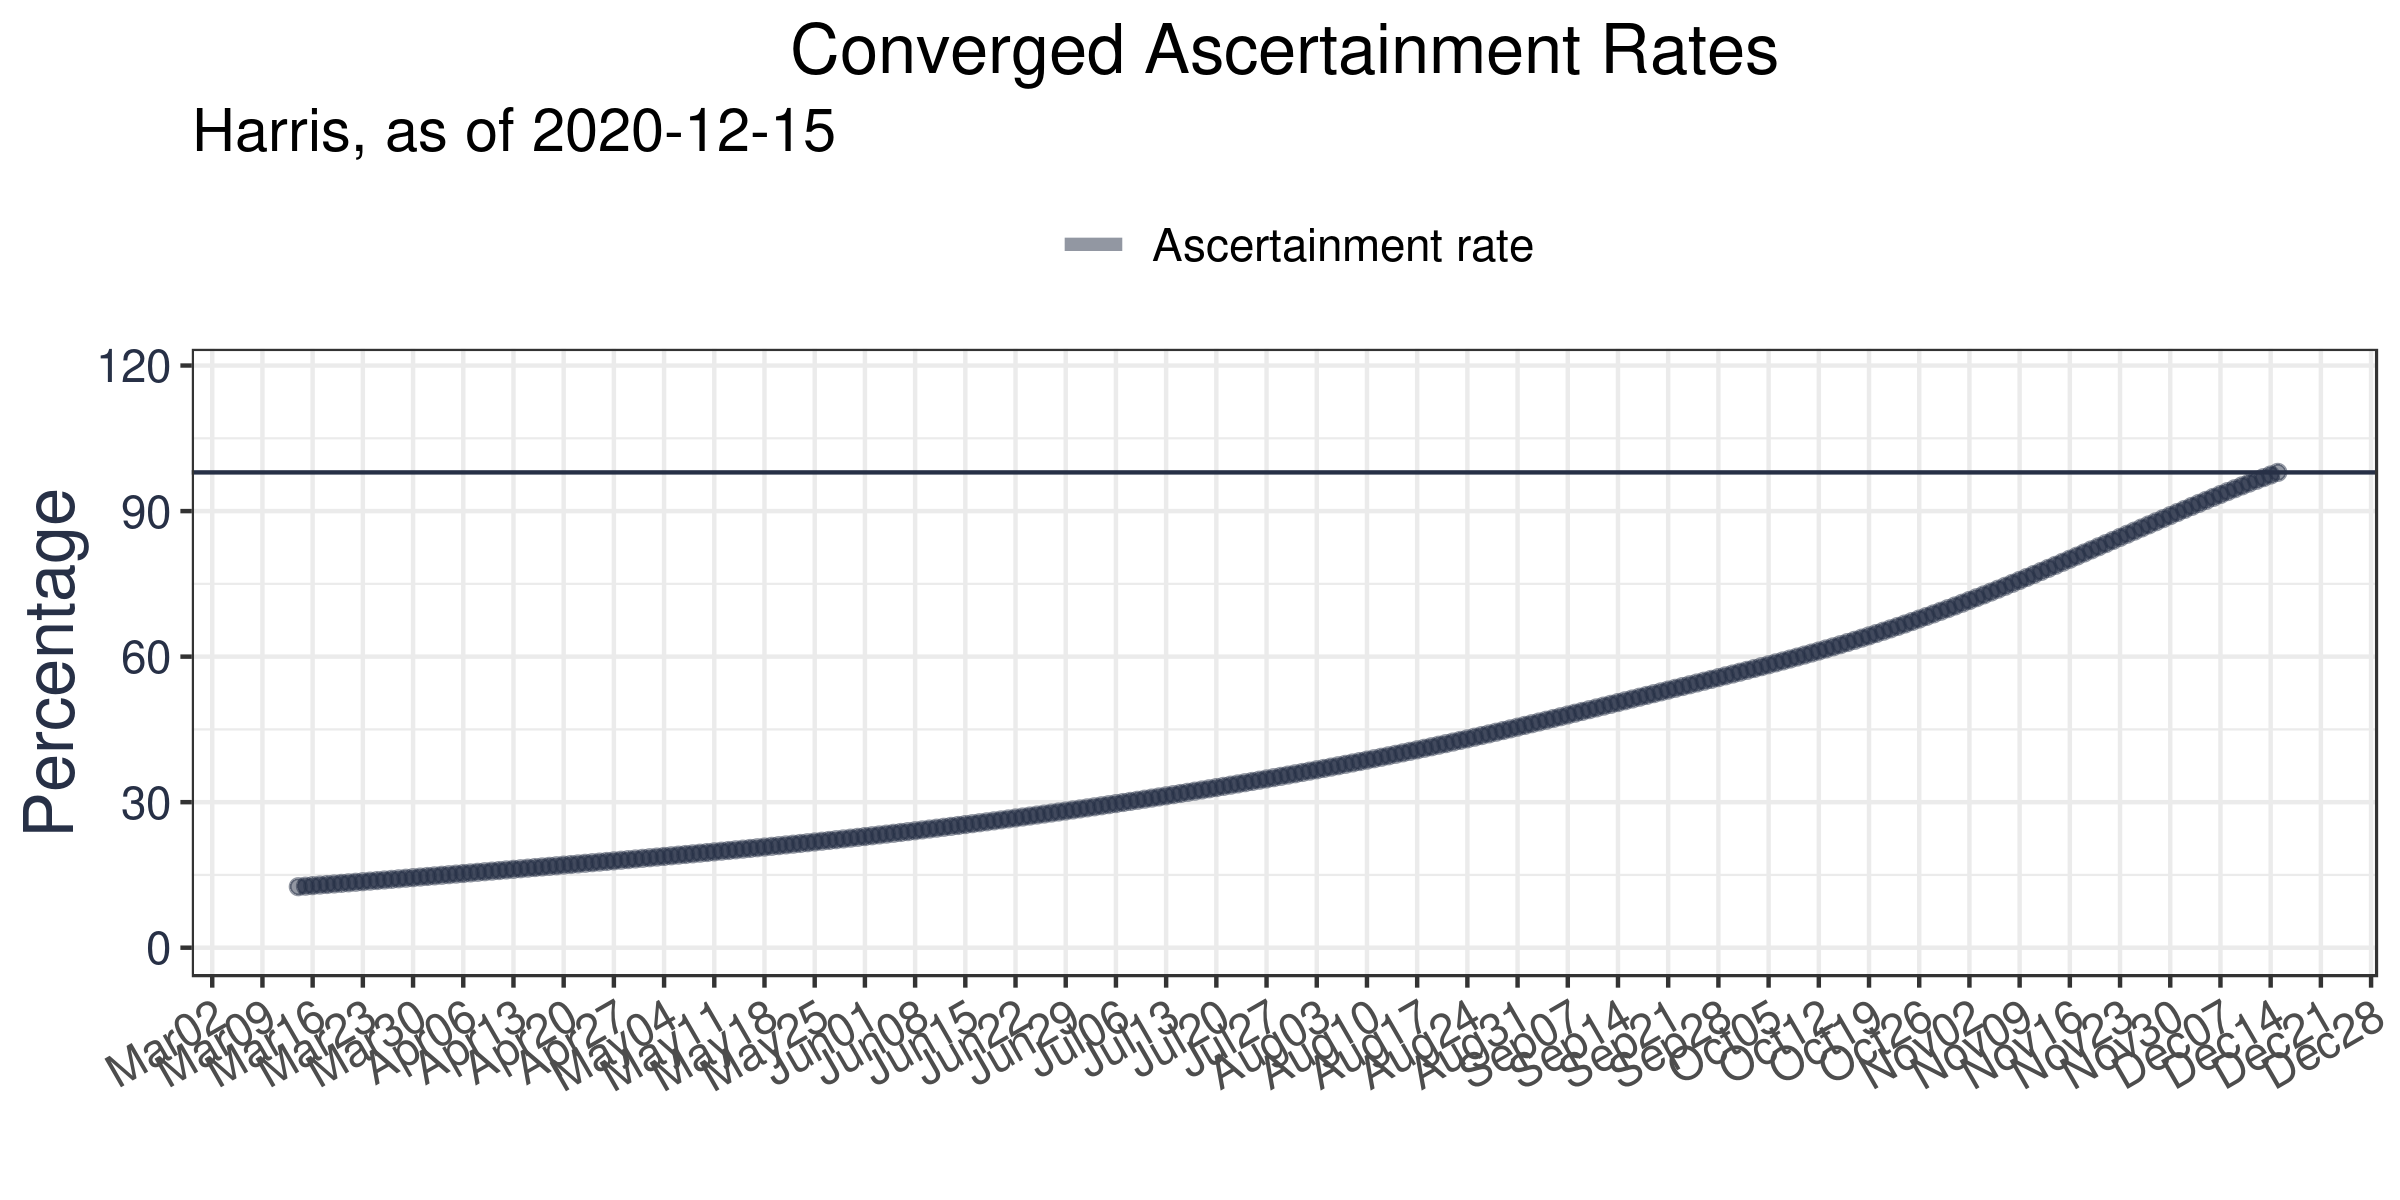 Converged Ascertainment Rates
Harris, as of 2020-12-15
Ascertainment rate
Percentage
120
90
60
30
0
Mar02
Mar09
Mar16
Mar23
Mar30
Apr06
Apr13
Apr20
Apr27
May04
May11
May18
May25
Jun01
Jun08
Jun15
Jun22
Jun29
Jul06
Jul13
Jul20
Jul27
Aug03
Aug10
Aug17
Aug24
Aug31
Sep07
Sep14
Sep21
Sep28
Oct05
Oct12
Oct19
Oct26
Nov02
Nov09
Nov16
Nov23
Nov30
Dec07
Dec14
Dec21
Dec28